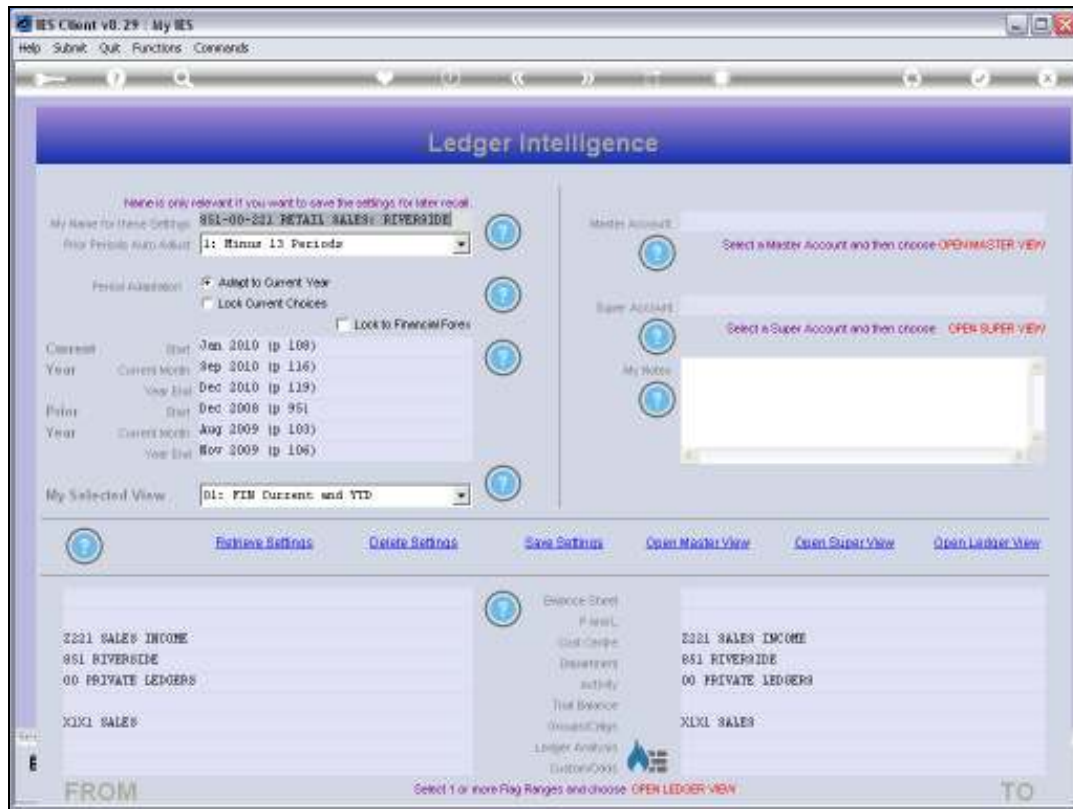 IES Client v8.29 : My IES
Help Submit Quit Functions Commands
Ledger Intelligence
Name is only relevant if you want to save the settings for later recall.
My Name for these Settings 851-00-221 RETAIL SALES: RIVERSIDE
Prior Periods Auto Adjust 1: Minus 13 Periods
Master Account
Select a Master Account and then choose OPEN MASTER VIEW
Period Adaptation Adapt to Current Year
Lock Current Choices
Lock to Financial Forex
Super Account
Select a Super Account and then choose OPEN SUPER VIEW
Current Start Jan 2010 (p 108)
Year Current Month Sep 2010 (p 116)
Year End Dec 2010 (p 119)
My Notes
Prior Start Dec 2008 (p 95)
Year Current Month Aug 2009 (p 103)
Year End Nov 2009 (p 106)
My Selected View 01: FIN Current and YTD
Retrieve Settings Delete Settings Save Settings Open Master View Open Super View Open Ledger View
Balance Sheet
P and L
Z221 SALES INCOME Cost Centre Z221 SALES INCOME
851 RIVERSIDE Department 851 RIVERSIDE
00 PRIVATE LEDGERS Activity 00 PRIVATE LEDGERS
Trial Balance
X1X1 SALES Groups/Cntgs X1X1 SALES
Ledger Analysis
Custom/Cons
FROM Select 1 or more Flag Ranges and choose OPEN LEDGER VIEW TO